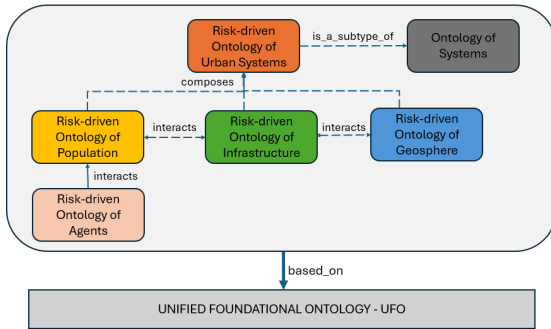 Risk-driven
Ontology of
Urban Systems
is_a_subtype_of
Ontology of
Systems
composes
Risk-driven
Ontology of
Population
interacts
Risk-driven
Ontology of
Infrastructure
interacts
Risk-driven
Ontology of
Geosphere
interacts
Risk-driven
Ontology of
Agents
based_on
UNIFIED FOUNDATIONAL ONTOLOGY - UFO